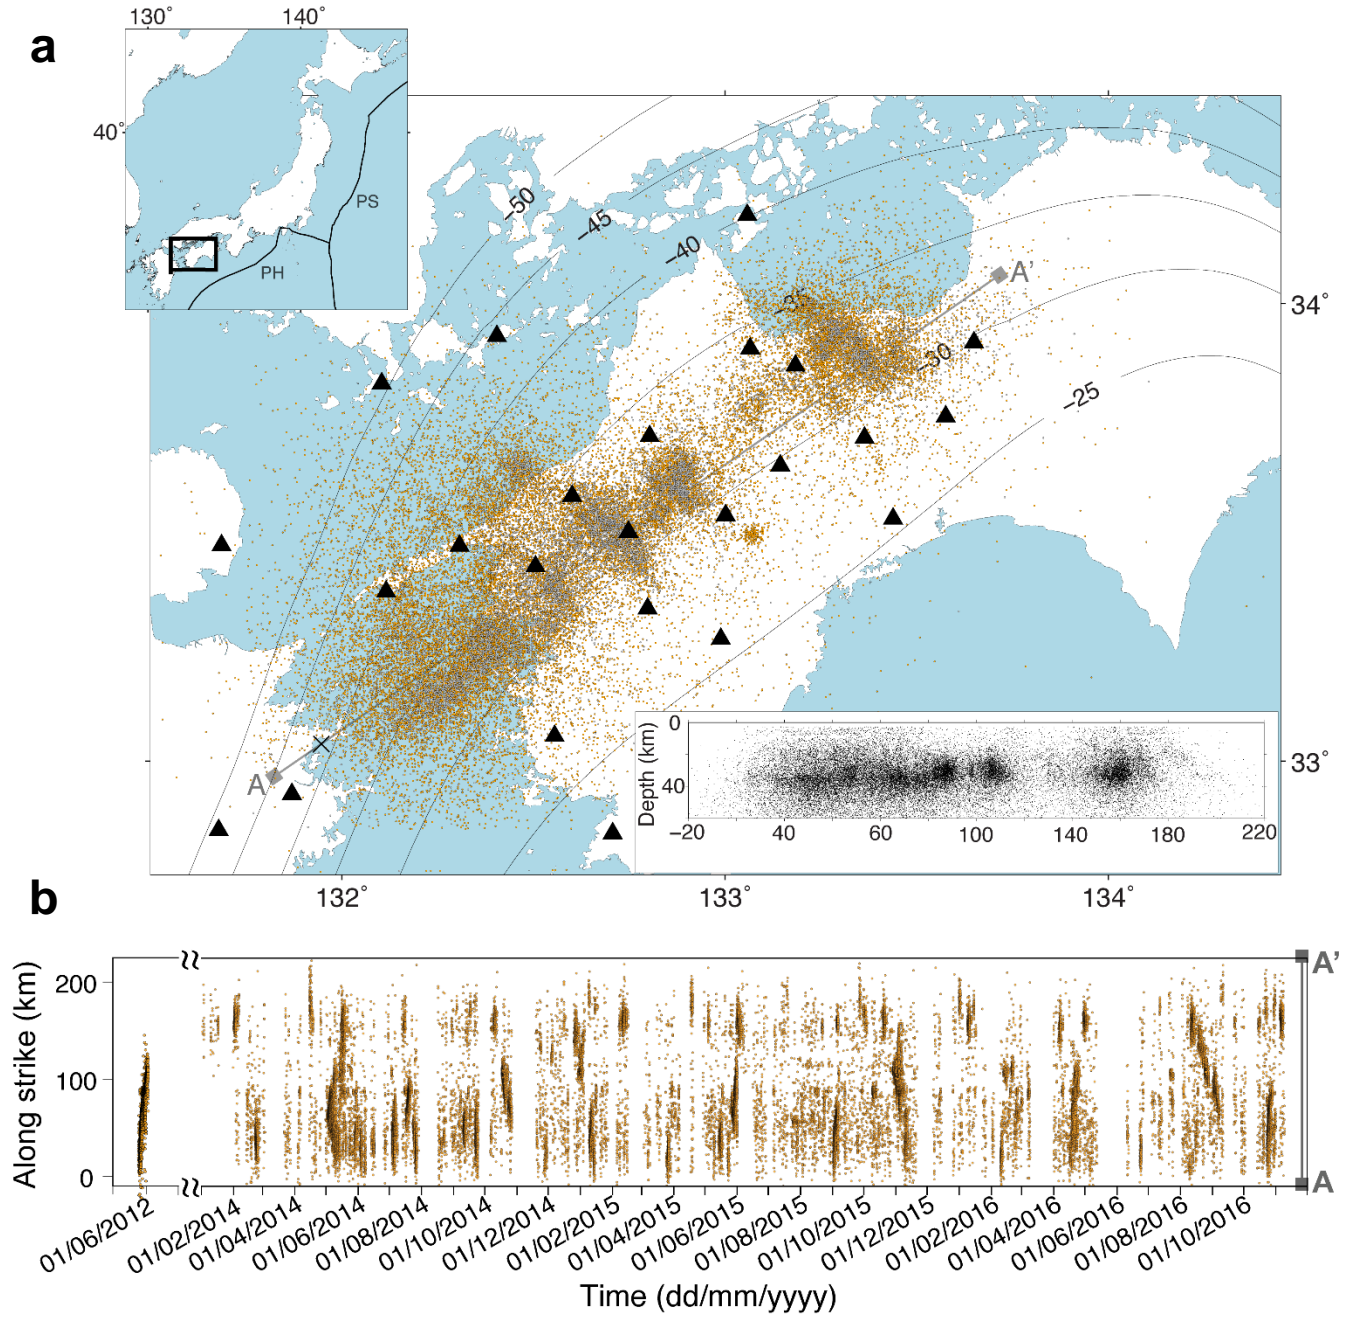 130° 140°
a
40°
PS
PH
−50
−45
−40
−35
−30
−25
A'
A
34°
33°
0
40
Depth (km)
−20 40 60 100 140 180 220
132° 133° 134°
b
Along strike (km)
200
100
0
A'
A
01/06/2012 01/02/2014 01/04/2014 01/06/2014 01/08/2014 01/10/2014 01/12/2014 01/02/2015 01/04/2015 01/06/2015 01/08/2015 01/10/2015 01/12/2015 01/02/2016 01/04/2016 01/06/2016 01/08/2016 01/10/2016
Time (dd/mm/yyyy)